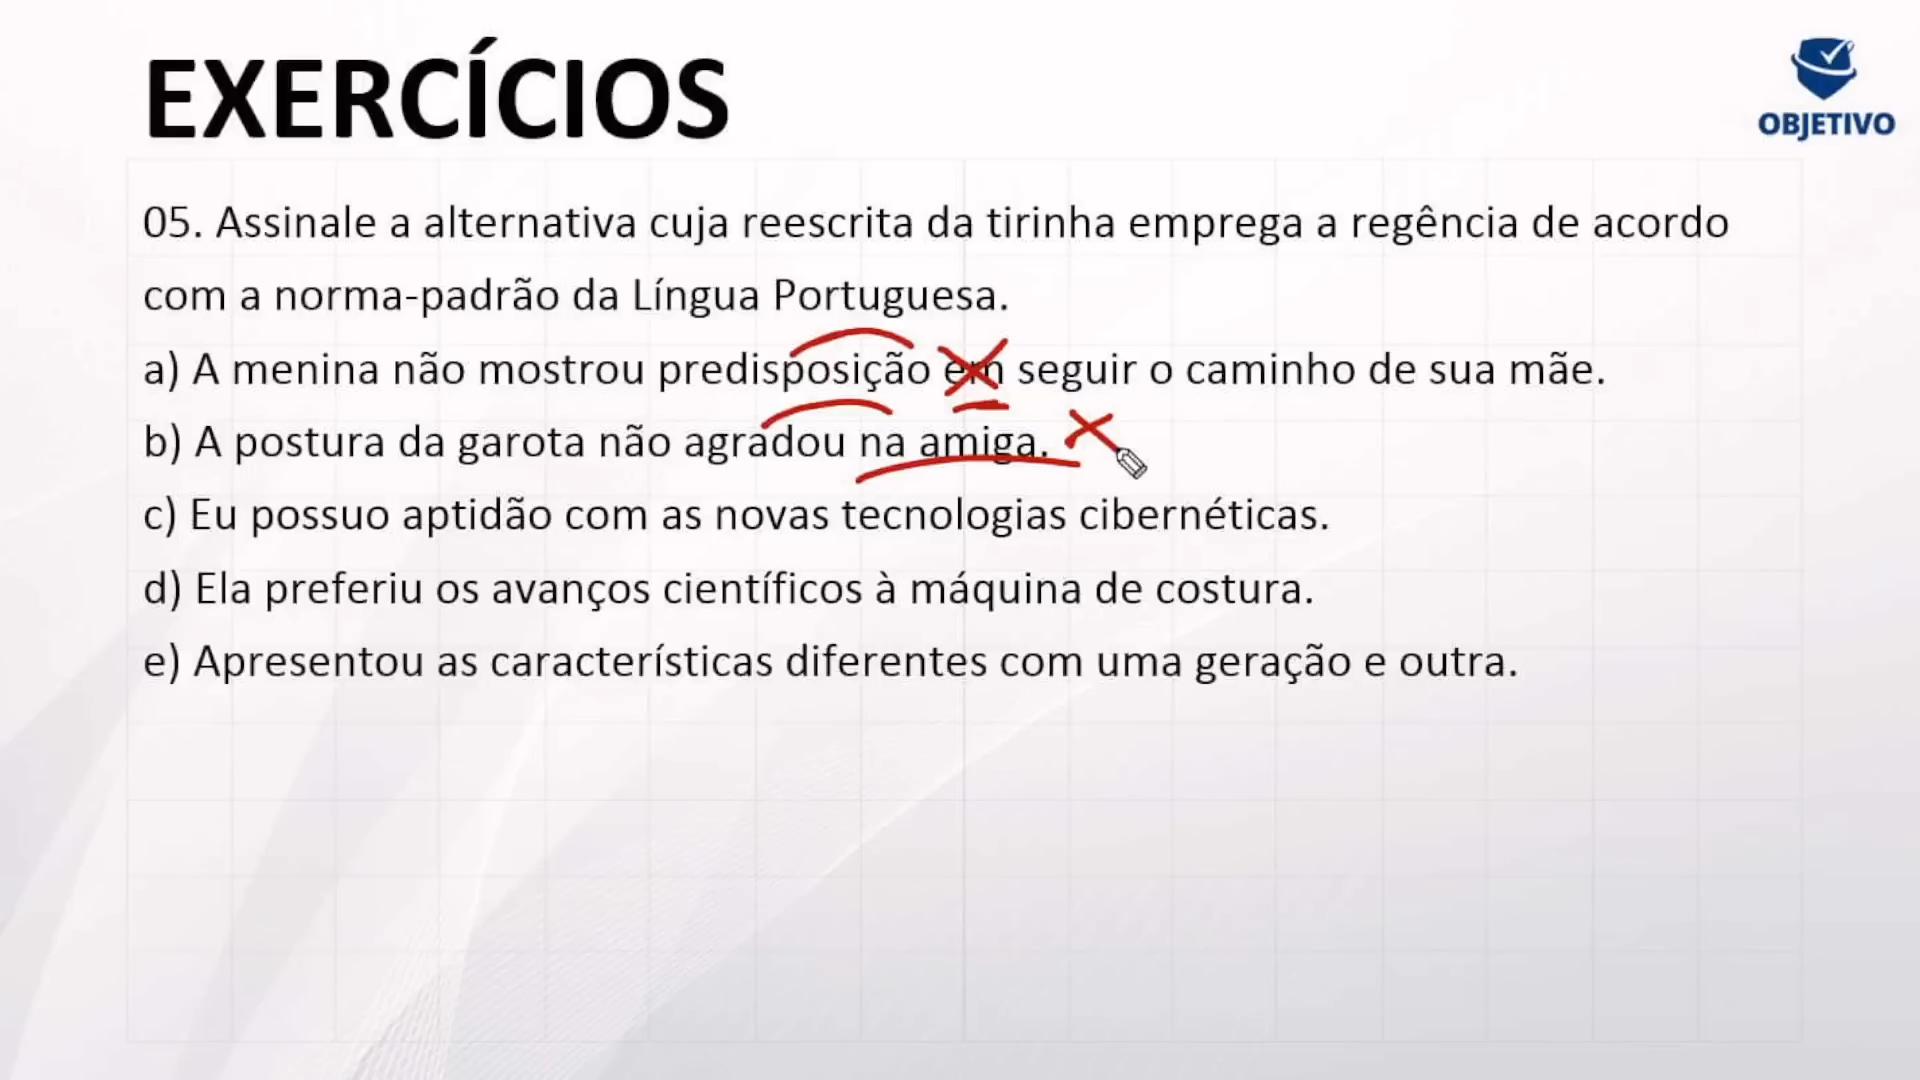 EXERCÍCIOS
OBJETIVO
05. Assinale a alternativa cuja reescrita da tirinha emprega a regência de acordo
com a norma-padrão da Língua Portuguesa.
a) A menina não mostrou predisposição em seguir o caminho de sua mãe.
b) A postura da garota não agradou na amiga.
c) Eu possuo aptidão com as novas tecnologias cibernéticas.
d) Ela preferiu os avanços científicos à máquina de costura.
e) Apresentou as características diferentes com uma geração e outra.